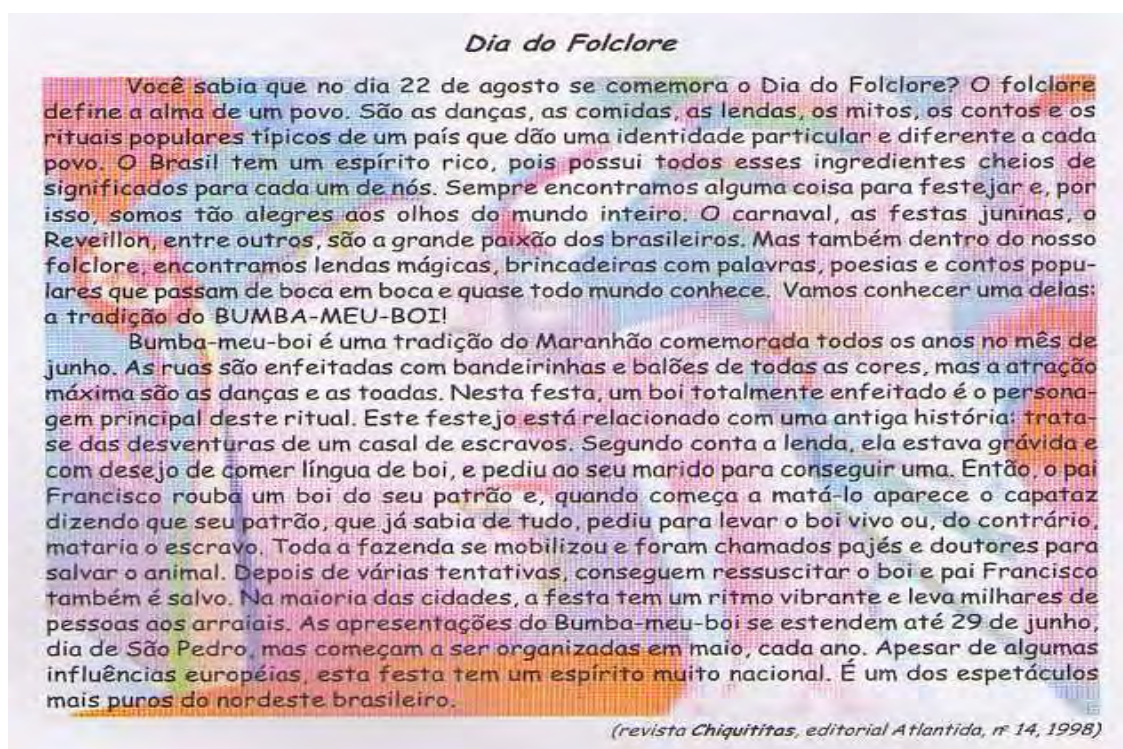 Dia do Folclore
Você sabia que no dia 22 de agosto se comemora o Dia do Folclore? O folclore
define a alma de um povo. São as danças, as comidas, as lendas, os mitos, os contos e os
rituais populares típicos de um país que dão uma identidade particular e diferente a cada
povo. O Brasil tem um espírito rico, pois possui todos esses ingredientes cheios de
significados para cada um de nós. Sempre encontramos alguma coisa para festejar e, por
isso, somos tão alegres aos olhos do mundo inteiro. O carnaval, as festas juninas, o
Reveillon, entre outros, são a grande paixão dos brasileiros. Mas também dentro do nosso
folclore, encontramos lendas mágicas, brincadeiras com palavras, poesias e contos popu-
lares que passam de boca em boca e quase todo mundo conhece. Vamos conhecer uma delas:
a tradição do BUMBA-MEU-BOI!
Bumba-meu-boi é uma tradição do Maranhão comemorada todos os anos no mês de
junho. As ruas são enfeitadas com bandeirinhas e balões de todas as cores, mas a atração
máxima são as danças e as toadas. Nesta festa, um boi totalmente enfeitado é o persona-
gem principal deste ritual. Este festejo está relacionado com uma antiga história: trata-
se das desventuras de um casal de escravos. Segundo conta a lenda, ela estava grávida e
com desejo de comer língua de boi, e pediu ao seu marido para conseguir uma. Então, o pai
Francisco rouba um boi do seu patrão e, quando começa a matá-lo aparece o capataz
dizendo que seu patrão, que já sabia de tudo, pediu para levar o boi vivo ou, do contrário,
mataria o escravo. Toda a fazenda se mobilizou e foram chamados pajés e doutores para
salvar o animal. Depois de várias tentativas, conseguem ressuscitar o boi e pai Francisco
também é salvo. Na maioria das cidades, a festa tem um ritmo vibrante e leva milhares de
pessoas aos arraiais. As apresentações do Bumba-meu-boi se estendem até 29 de junho,
dia de São Pedro, mas começam a ser organizadas em maio, cada ano. Apesar de algumas
influências européias, esta festa tem um espírito muito nacional. É um dos espetáculos
mais puros do nordeste brasileiro.
(revista Chiquititas, editorial Atlantida, nº 14, 1998)